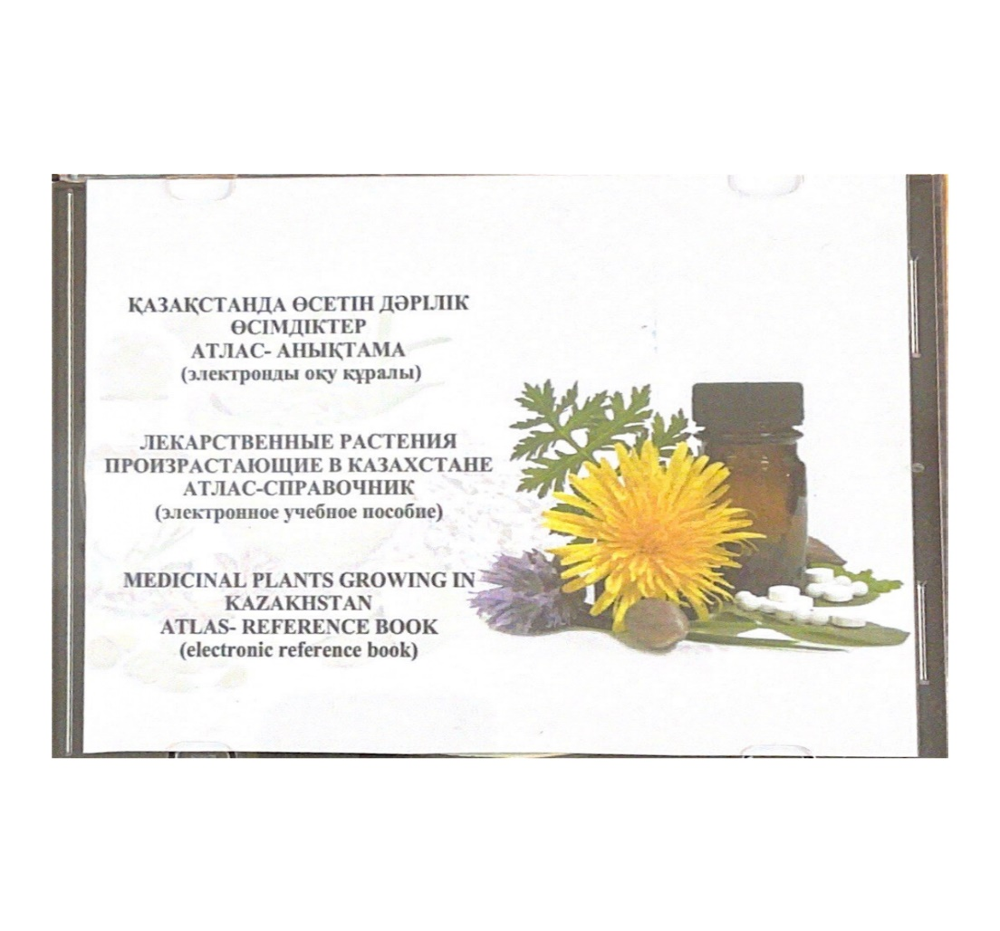 ҚАЗАҚСТАНДА ӨСЕТІН ДӘРІЛІК
ӨСІМДІКТЕР
АТЛАС- АНЫҚТАМА
(электронды оқу құралы)
ЛЕКАРСТВЕННЫЕ РАСТЕНИЯ
ПРОИЗРАСТАЮЩИЕ В КАЗАХСТАНЕ
АТЛАС-СПРАВОЧНИК
(электронное учебное пособие)
MEDICINAL PLANTS GROWING IN
KAZAKHSTAN
ATLAS- REFERENCE BOOK
(electronic reference book)